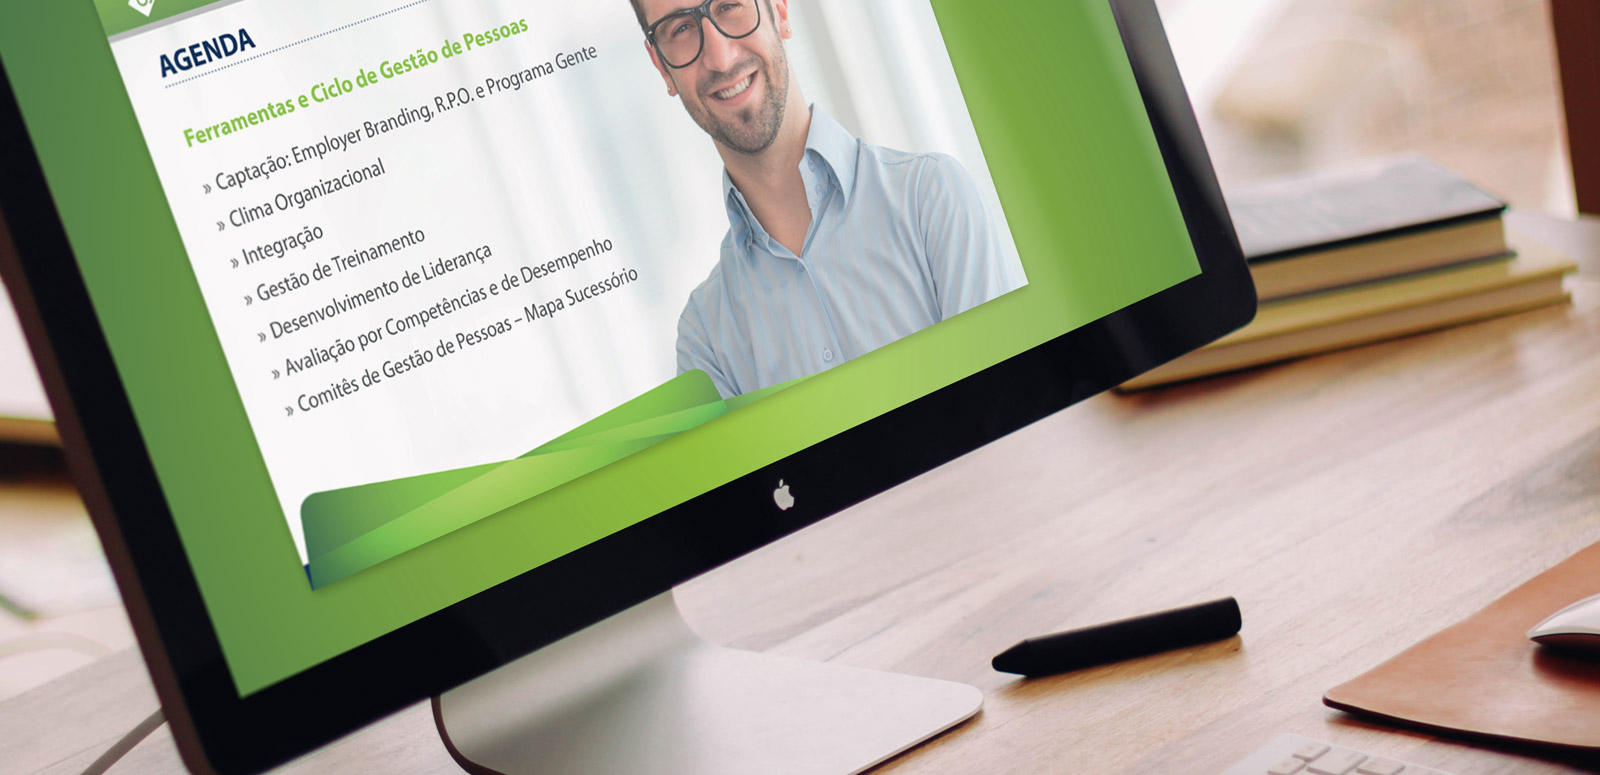 AGENDA
Ferramentas e Ciclo de Gestão de Pessoas
» Captação: Employer Branding, R.P.O. e Programa Gente
» Clima Organizacional
» Integração
» Gestão de Treinamento
» Desenvolvimento de Liderança
» Avaliação por Competências e de Desempenho
» Comitês de Gestão de Pessoas – Mapa Sucessório